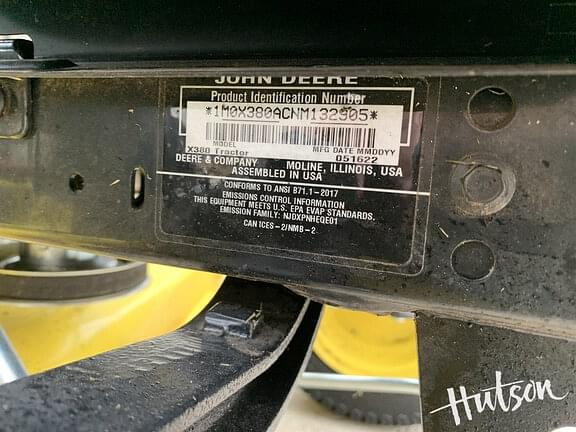 JOHN DEERE
Product Identification Number
*1M0X380ACNM132905*
MODEL MFG DATE MMDDYY
X380 Tractor 051622
DEERE & COMPANY MOLINE, ILLINOIS, USA
ASSEMBLED IN USA
CONFORMS TO ANSI B71.1-2017
EMISSIONS CONTROL INFORMATION
THIS EQUIPMENT MEETS U.S. EPA EVAP STANDARDS.
EMISSION FAMILY: NJDXPNHEQE01
CAN ICES-2/NMB-2
Hutson